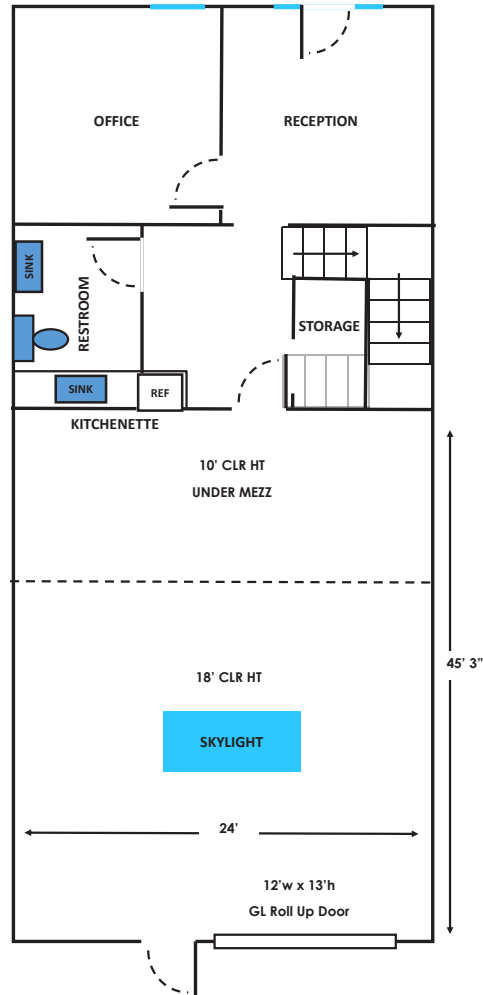 OFFICE
RECEPTION
SINK
RESTROOM
STORAGE
SINK
REF
KITCHENETTE
10' CLR HT
UNDER MEZZ
45' 3"
18' CLR HT
SKYLIGHT
24'
12'w x 13'h
GL Roll Up Door